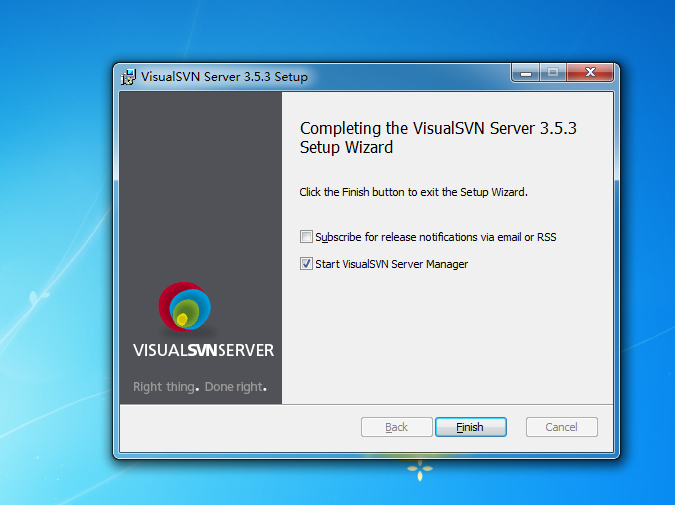 VisualSVN Server 3.5.3 Setup
Completing the VisualSVN Server 3.5.3
Setup Wizard
Click the Finish button to exit the Setup Wizard.
Subscribe for release notifications via email or RSS
Start VisualSVN Server Manager
VISUALSVNSERVER
Right thing. Done right.
Back
Finish
Cancel